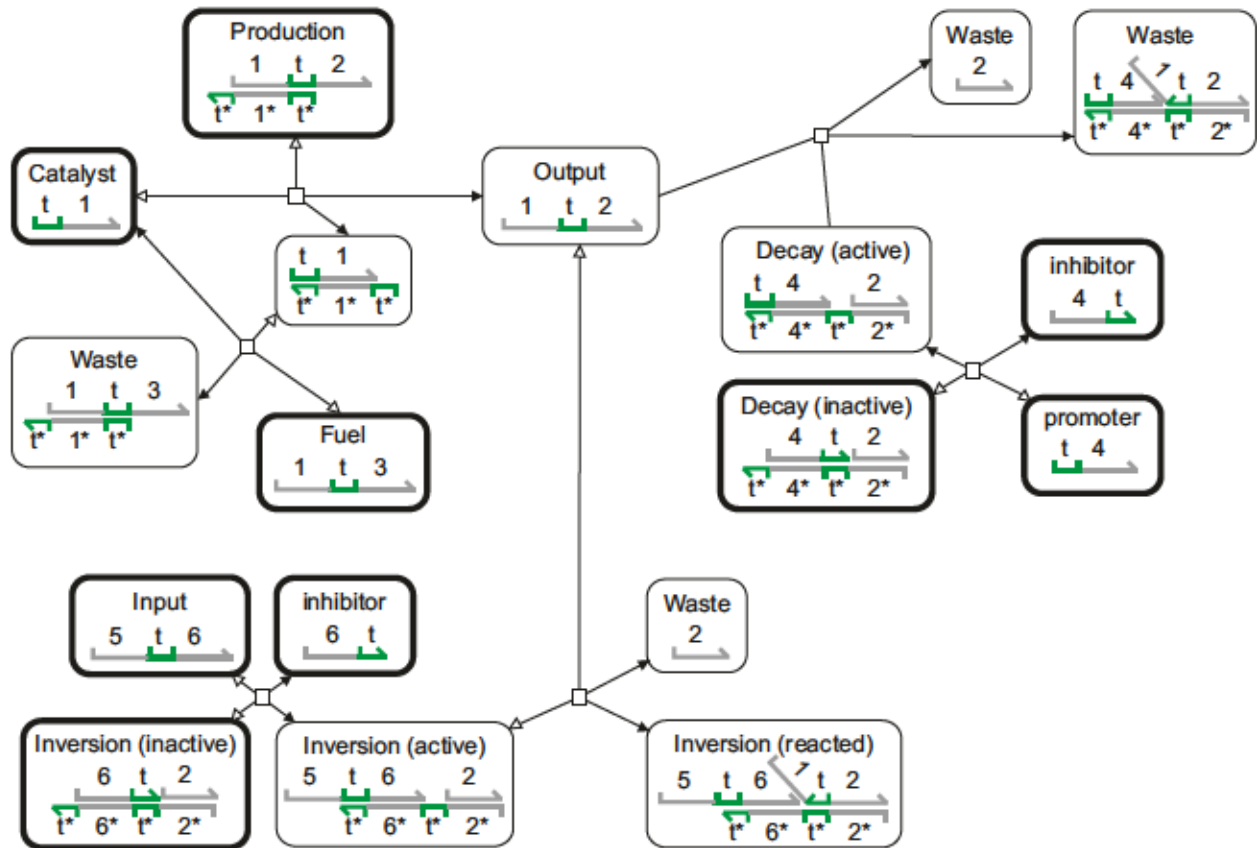 Production
1 t 2
t* 1* t*
Catalyst
t 1
t 1
t* 1* t*
Waste
1 t 3
t* 1* t*
Fuel
1 t 3
Output
1 t 2
Waste
2
Waste
t 4 1 t 2
t* 4* t* 2*
Decay (active)
t 4 2
t* 4* t* 2*
inhibitor
4 t
Decay (inactive)
4 t 2
t* 4* t* 2*
promoter
t 4
Input
5 t 6
inhibitor
6 t
Waste
2
Inversion (inactive)
6 t 2
t* 6* t* 2*
Inversion (active)
5 t 6 2
t* 6* t* 2*
Inversion (reacted)
5 t 6 1 t 2
t* 6* t* 2*